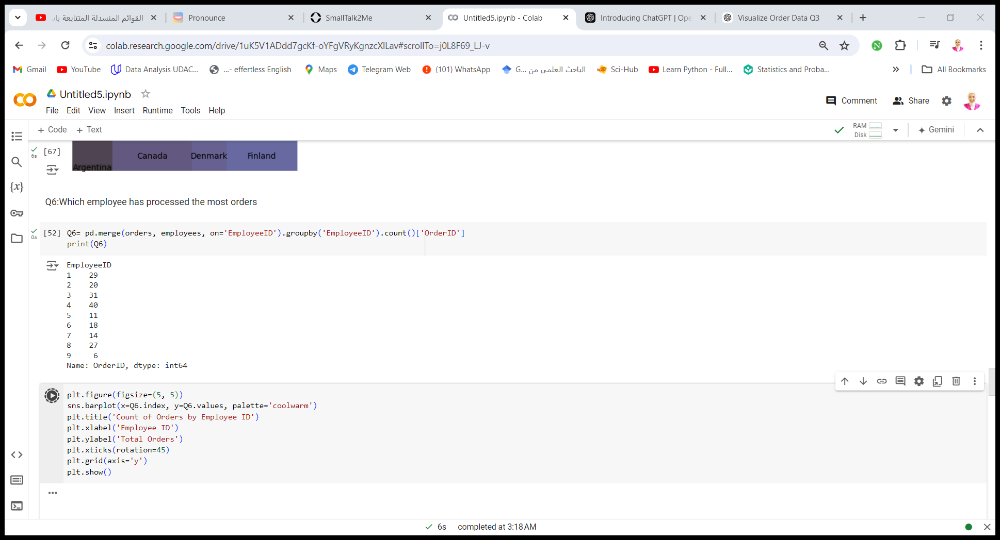 القوائم المنسدلة المتتابعة باس
Pronounce
SmallTalk2Me
Untitled5.ipynb - Colab
Introducing ChatGPT | Ope
Visualize Order Data Q3
colab.research.google.com/drive/1uK5V1ADdd7gcKf-oYFgVRyKgnzcXlLav#scrollTo=j0L8F69_LJ-v
Gmail
YouTube
Data Analysis UDAC...
...- effertless English
Maps
Telegram Web
(101) WhatsApp
G... الباحث العلمي من
Sci-Hub
Learn Python - Full...
Statistics and Proba...
All Bookmarks
Untitled5.ipynb
Comment
Share
File Edit View Insert Runtime Tools Help
+ Code + Text
RAM
Disk
Gemini
6s
[67]
Canada
Denmark
Finland
Argentina
Q6:Which employee has processed the most orders
0s
[52]
Q6= pd.merge(orders, employees, on='EmployeeID').groupby('EmployeeID').count()['OrderID']
print(Q6)
EmployeeID
1 29
2 20
3 31
4 40
5 11
6 18
7 14
8 27
9 6
Name: OrderID, dtype: int64
plt.figure(figsize=(5, 5))
sns.barplot(x=Q6.index, y=Q6.values, palette='coolwarm')
plt.title('Count of Orders by Employee ID')
plt.xlabel('Employee ID')
plt.ylabel('Total Orders')
plt.xticks(rotation=45)
plt.grid(axis='y')
plt.show()
6s completed at 3:18 AM